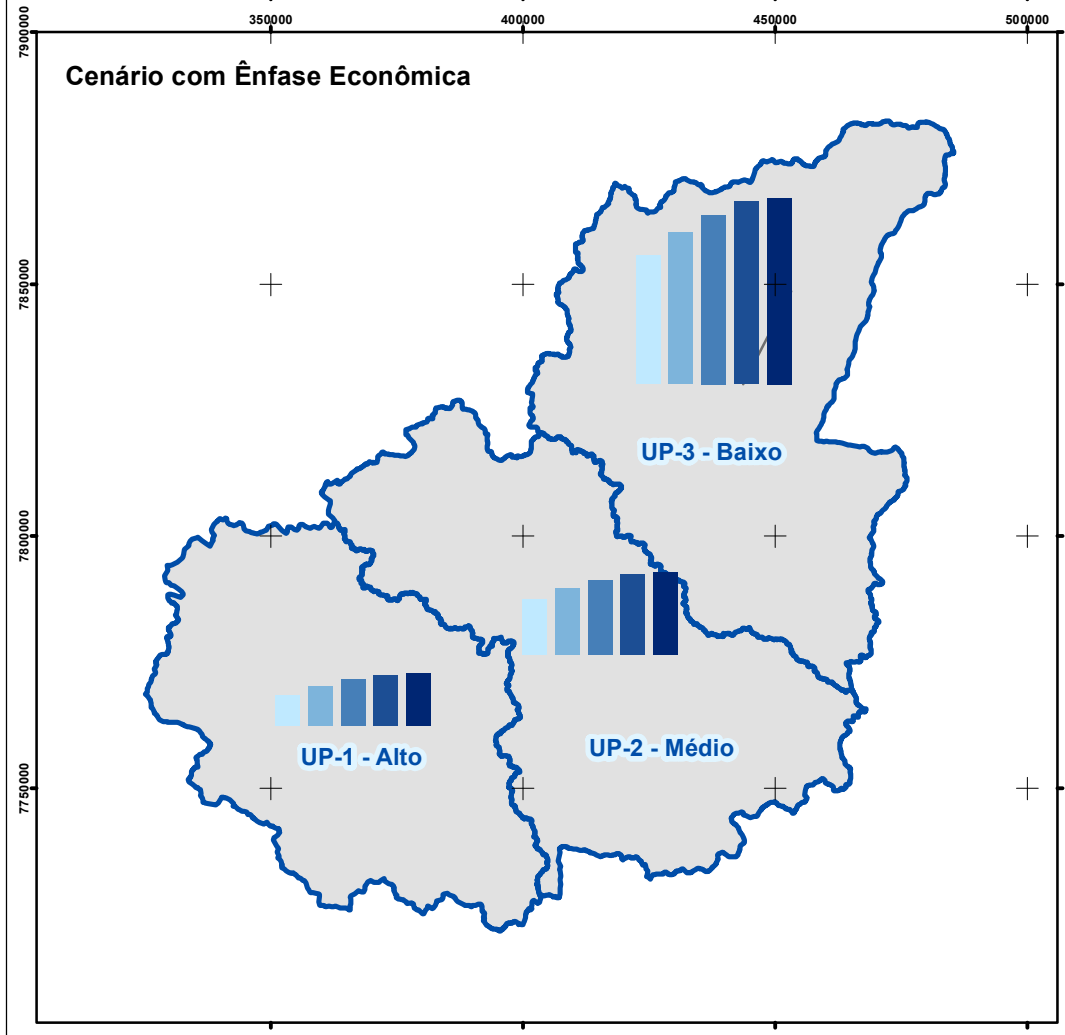 350000 400000 450000 500000
7900000
Cenário com Ênfase Econômica
7850000
UP-3 - Baixo
7800000
UP-2 - Médio
UP-1 - Alto
7750000